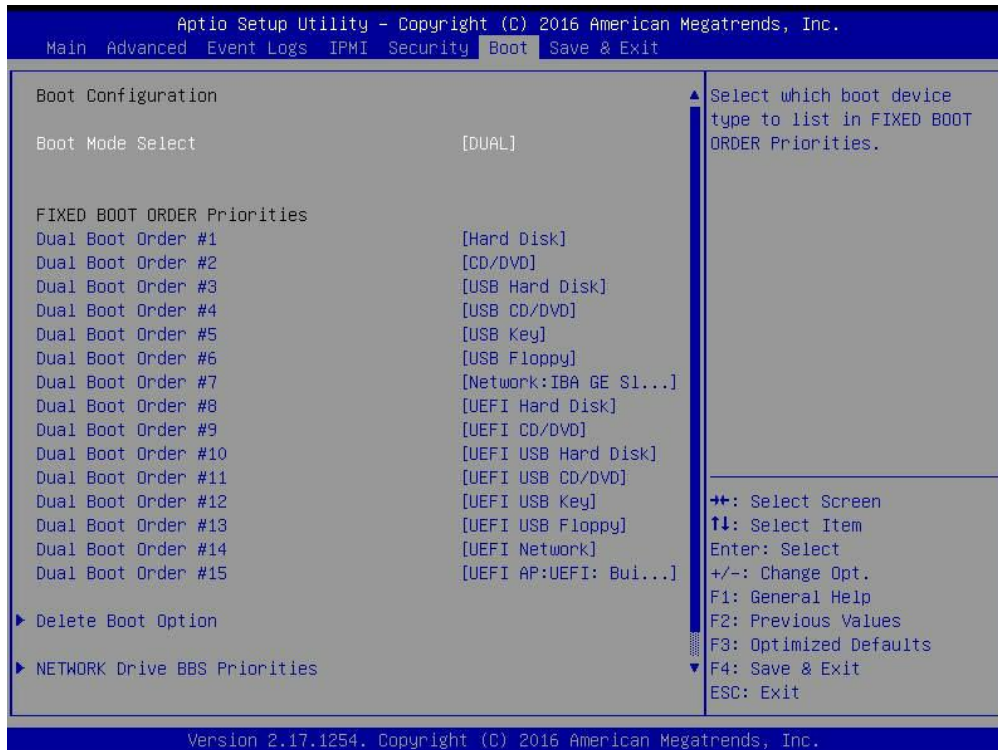 Aptio Setup Utility – Copyright (C) 2016 American Megatrends, Inc.
Main Advanced Event Logs IPMI Security Boot Save & Exit
Boot Configuration
Boot Mode Select [DUAL]
FIXED BOOT ORDER Priorities
Dual Boot Order #1 [Hard Disk]
Dual Boot Order #2 [CD/DVD]
Dual Boot Order #3 [USB Hard Disk]
Dual Boot Order #4 [USB CD/DVD]
Dual Boot Order #5 [USB Key]
Dual Boot Order #6 [USB Floppy]
Dual Boot Order #7 [Network:IBA GE Sl...]
Dual Boot Order #8 [UEFI Hard Disk]
Dual Boot Order #9 [UEFI CD/DVD]
Dual Boot Order #10 [UEFI USB Hard Disk]
Dual Boot Order #11 [UEFI USB CD/DVD]
Dual Boot Order #12 [UEFI USB Key]
Dual Boot Order #13 [UEFI USB Floppy]
Dual Boot Order #14 [UEFI Network]
Dual Boot Order #15 [UEFI AP:UEFI: Bui...]
Delete Boot Option
NETWORK Drive BBS Priorities
Select which boot device
type to list in FIXED BOOT
ORDER Priorities.
→←: Select Screen
↑↓: Select Item
Enter: Select
+/-: Change Opt.
F1: General Help
F2: Previous Values
F3: Optimized Defaults
F4: Save & Exit
ESC: Exit
Version 2.17.1254. Copyright (C) 2016 American Megatrends, Inc.